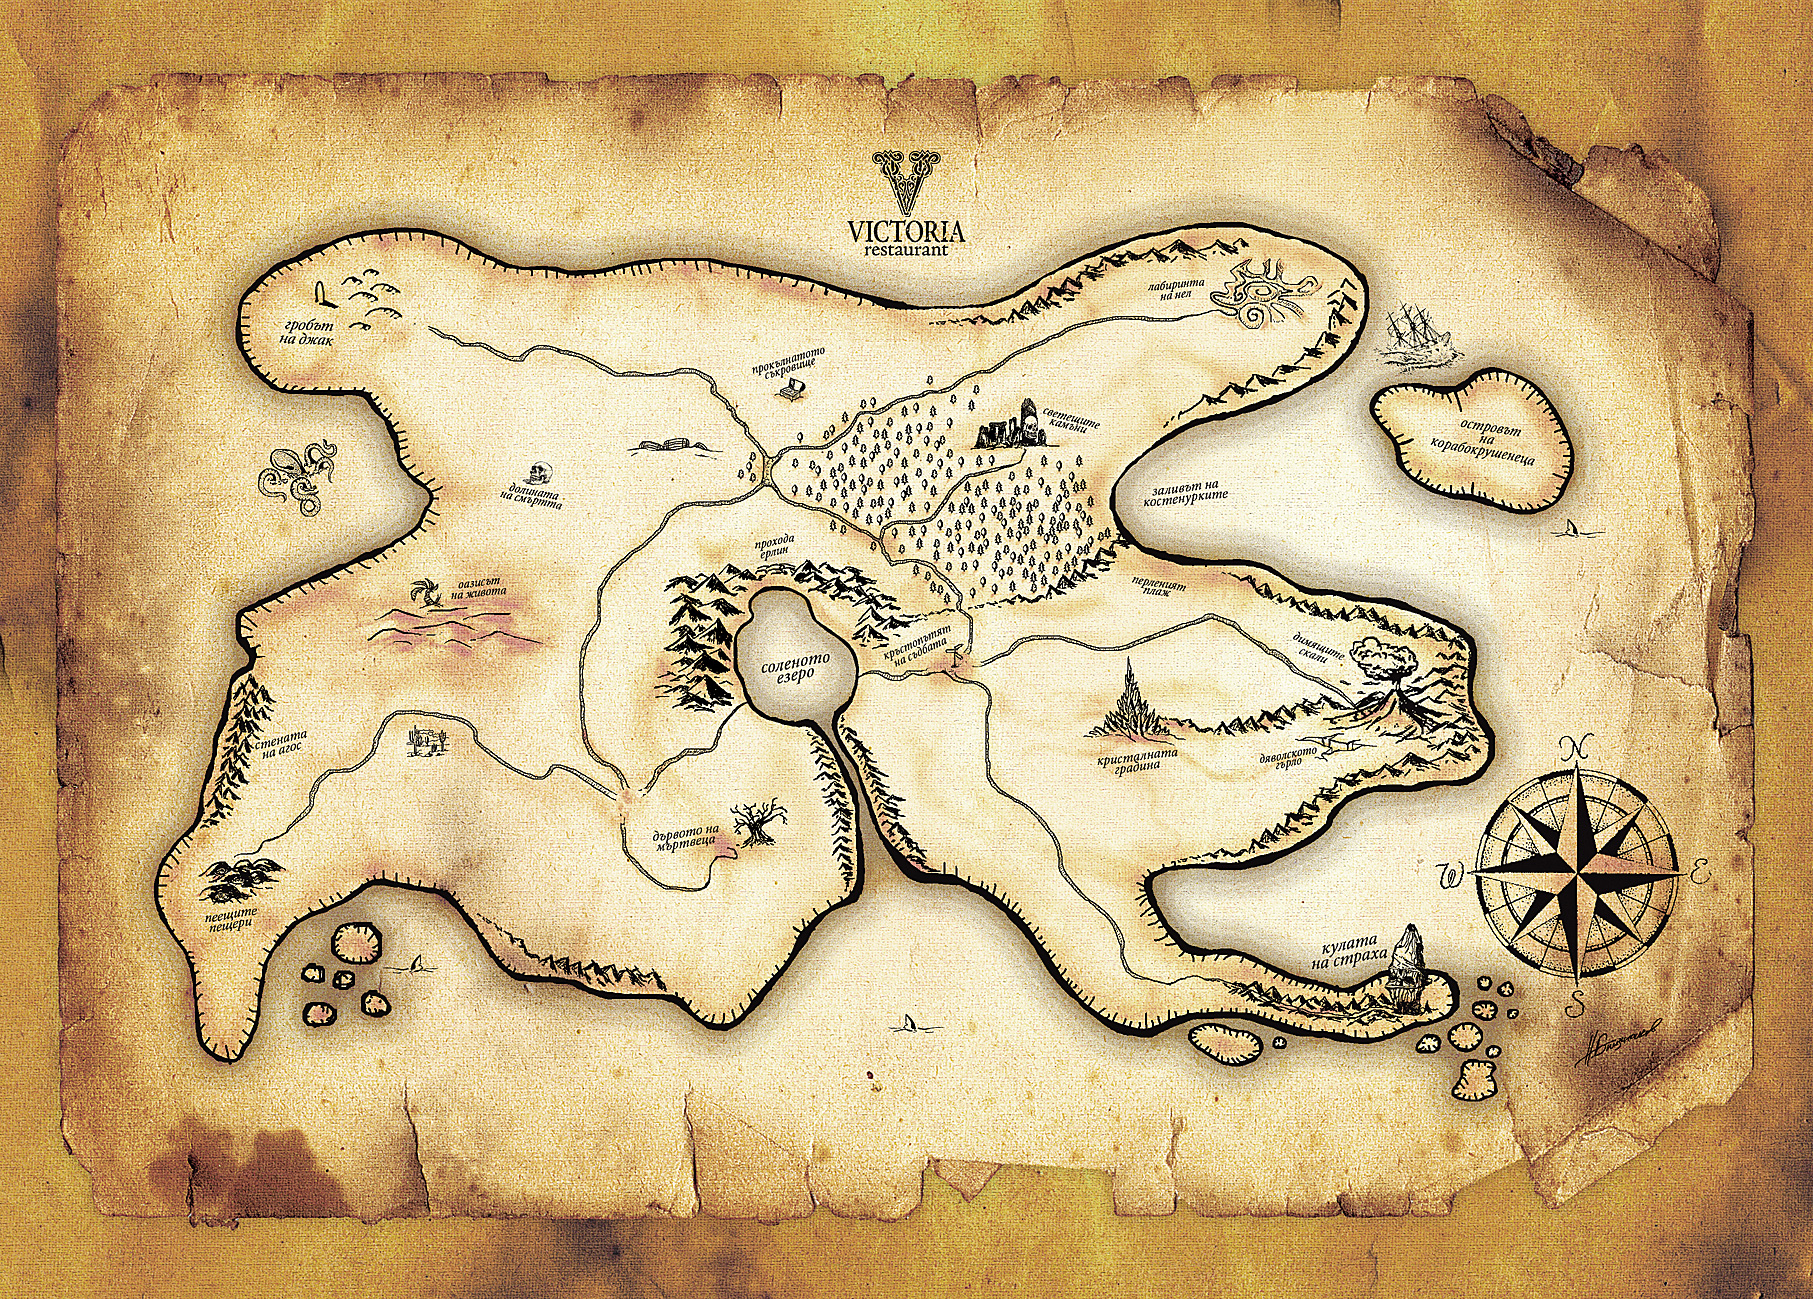 V
VICTORIA
restaurant
лабиринта
на нел
гробът
на джак
прокълнатото
съкровище
светещите
камъни
островът
на
корабокрушенеца
долината
на смъртта
заливът на
костенурките
прохода
ерлин
оазисът
на живота
перленият
плаж
кръстопътят
на съдбата
димящите
скали
соленото
езеро
стената
на агос
кристалната
градина
дяволското
гърло
дървото на
мъртвеца
пеещите
пещери
кулата
на страха
N
W
E
S